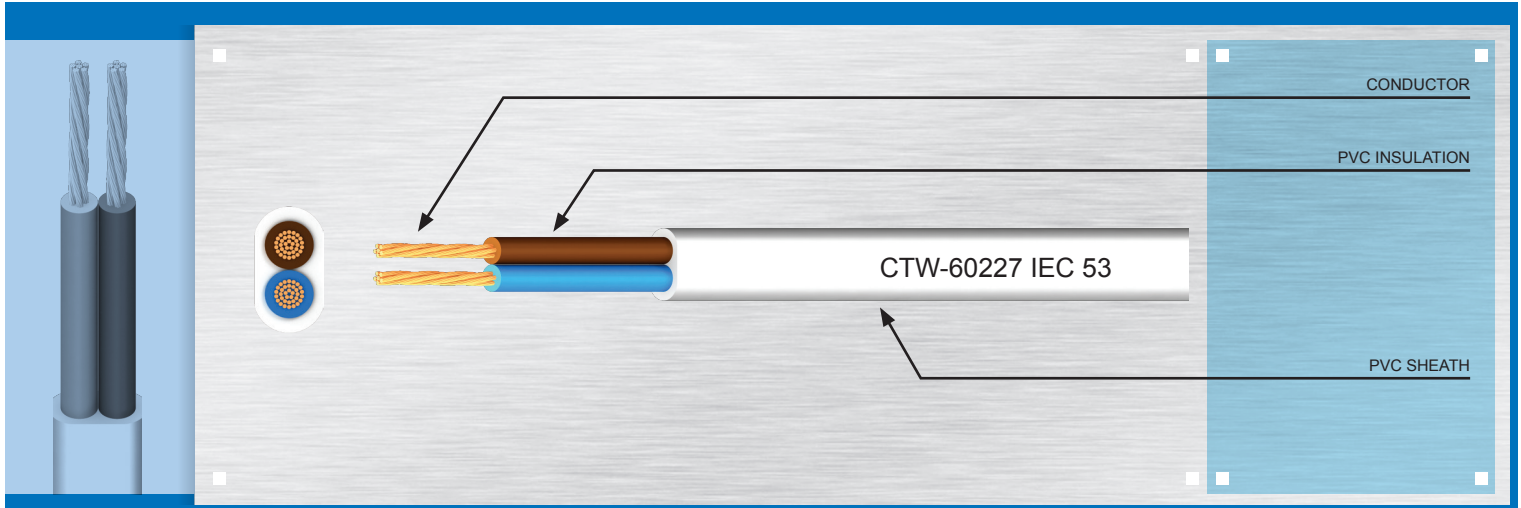 CONDUCTOR
PVC INSULATION
CTW-60227 IEC 53
PVC SHEATH